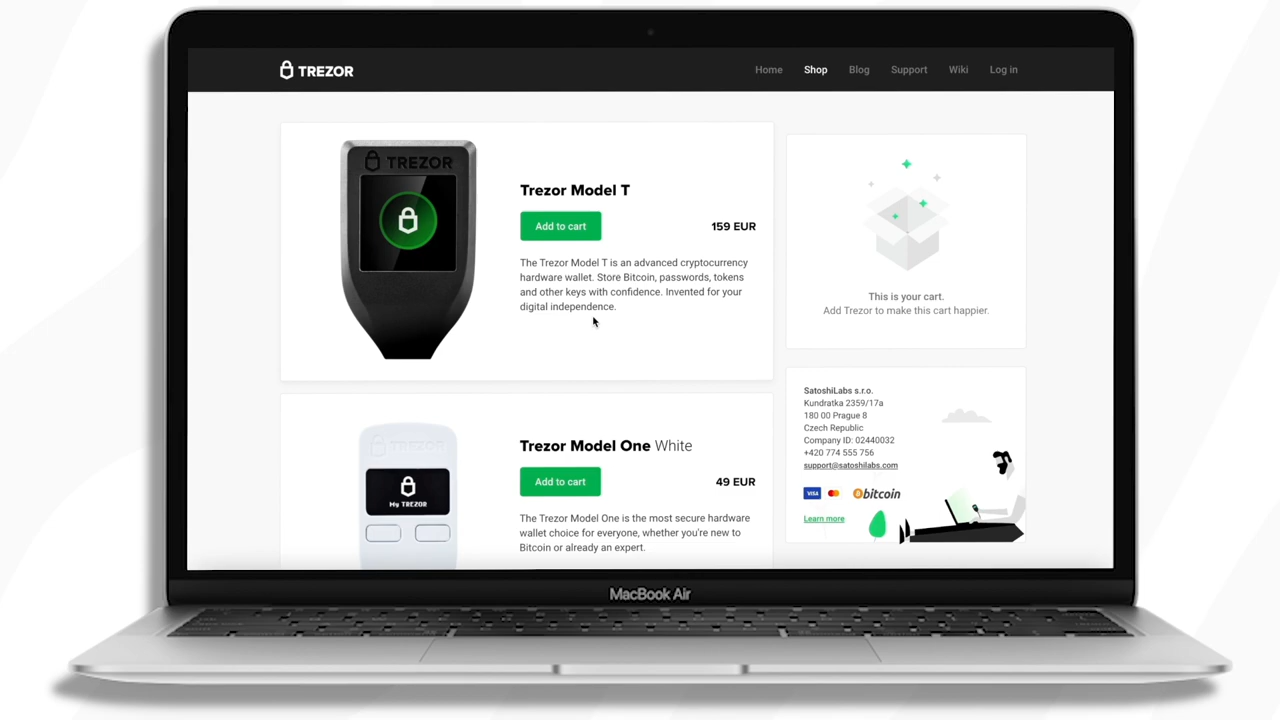 TREZOR
Home Shop Blog Support Wiki Log in
TREZOR
Trezor Model T
Add to cart
159 EUR
The Trezor Model T is an advanced cryptocurrency
hardware wallet. Store Bitcoin, passwords, tokens
and other keys with confidence. Invented for your
digital independence.
This is your cart.
Add Trezor to make this cart happier.
TREZOR
My TREZOR
Trezor Model One White
Add to cart
49 EUR
The Trezor Model One is the most secure hardware
wallet choice for everyone, whether you're new to
Bitcoin or already an expert.
SatoshiLabs s.r.o.
Kundratka 2359/17a
180 00 Prague 8
Czech Republic
Company ID: 02440032
+420 774 555 756
support@satoshilabs.com
VISA bitcoin
Learn more
MacBook Air